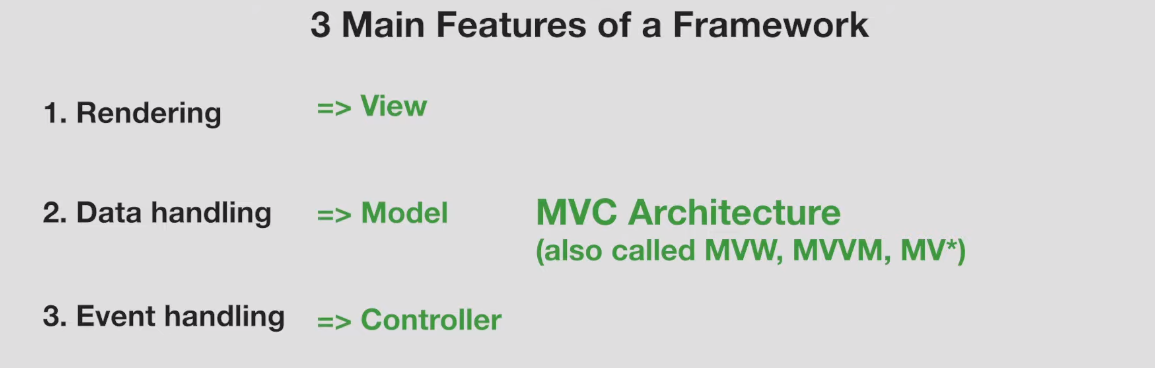 3 Main Features of a Framework
1. Rendering => View
2. Data handling => Model
MVC Architecture
(also called MVW, MVVM, MV*)
3. Event handling => Controller